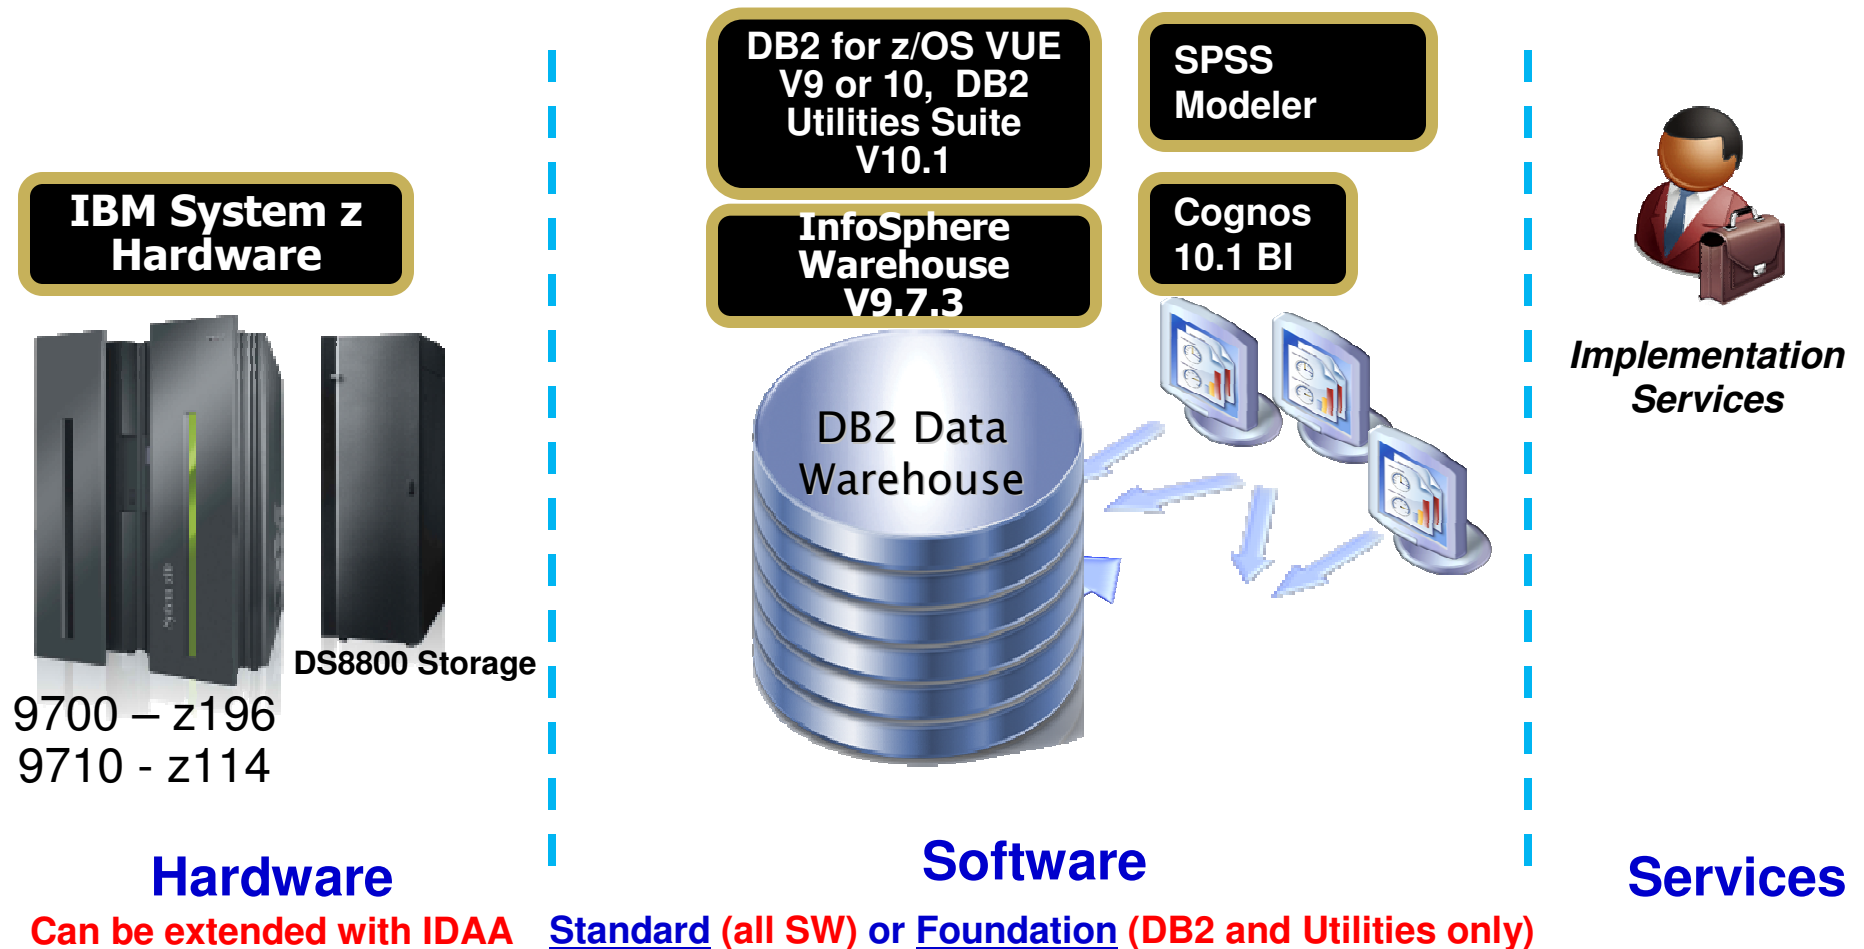 IBM System z
Hardware
DS8800 Storage
9700 – z196
9710 - z114
Hardware
Can be extended with IDAA
DB2 for z/OS VUE
V9 or 10, DB2
Utilities Suite
V10.1
InfoSphere
Warehouse
V9.7.3
SPSS
Modeler
Cognos
10.1 BI
DB2 Data
Warehouse
Software
Standard (all SW) or Foundation (DB2 and Utilities only)
Implementation
Services
Services